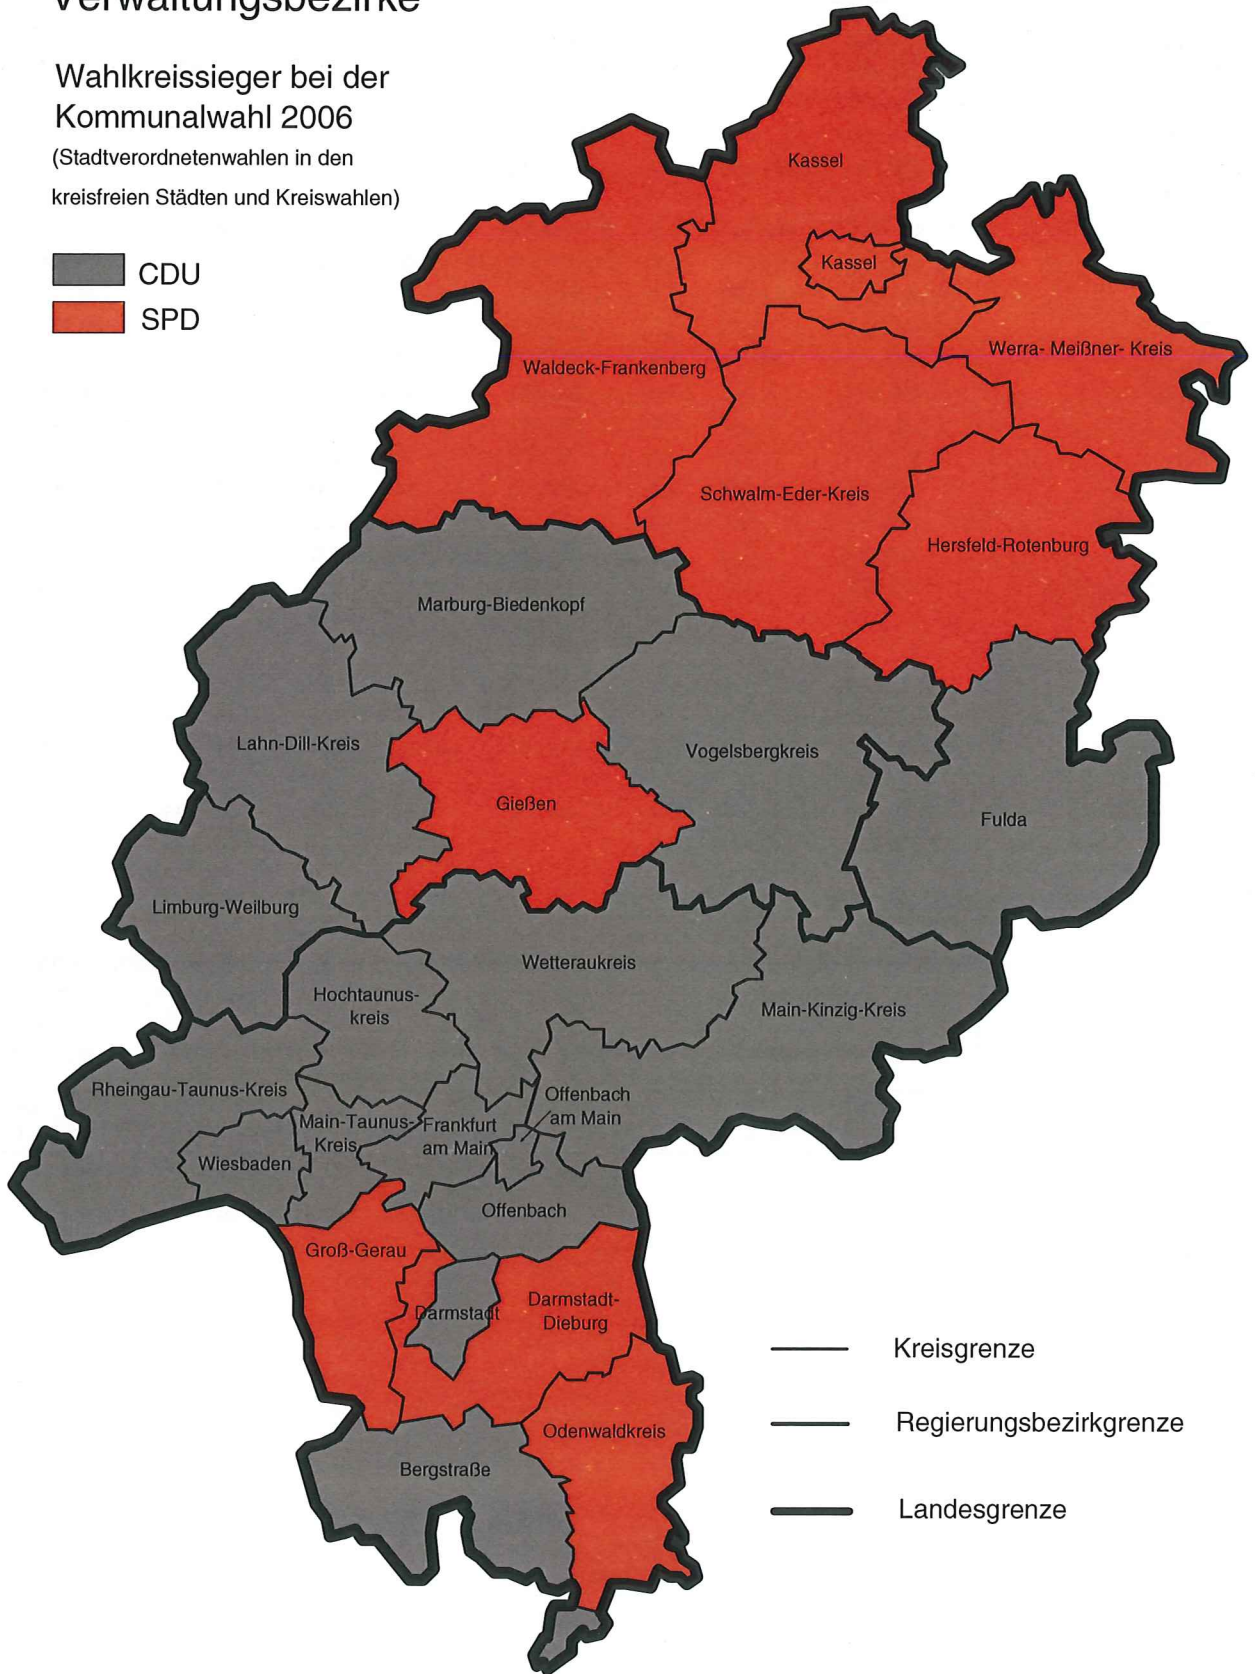 Verwaltungsbezirke
Wahlkreissieger bei der
Kommunalwahl 2006
(Stadtverordnetenwahlen in den
kreisfreien Städten und Kreiswahlen)
CDU
SPD
Kassel
Kassel
Werra- Meißner- Kreis
Waldeck-Frankenberg
Schwalm-Eder-Kreis
Hersfeld-Rotenburg
Marburg-Biedenkopf
Lahn-Dill-Kreis
Vogelsbergkreis
Gießen
Fulda
Limburg-Weilburg
Wetteraukreis
Hochtaunus-
kreis
Main-Kinzig-Kreis
Rheingau-Taunus-Kreis
Offenbach
am Main
Main-Taunus-
Kreis
Frankfurt
am Main
Wiesbaden
Offenbach
Groß-Gerau
Darmstadt
Darmstadt-
Dieburg
Odenwaldkreis
Bergstraße
Kreisgrenze
Regierungsbezirkgrenze
Landesgrenze